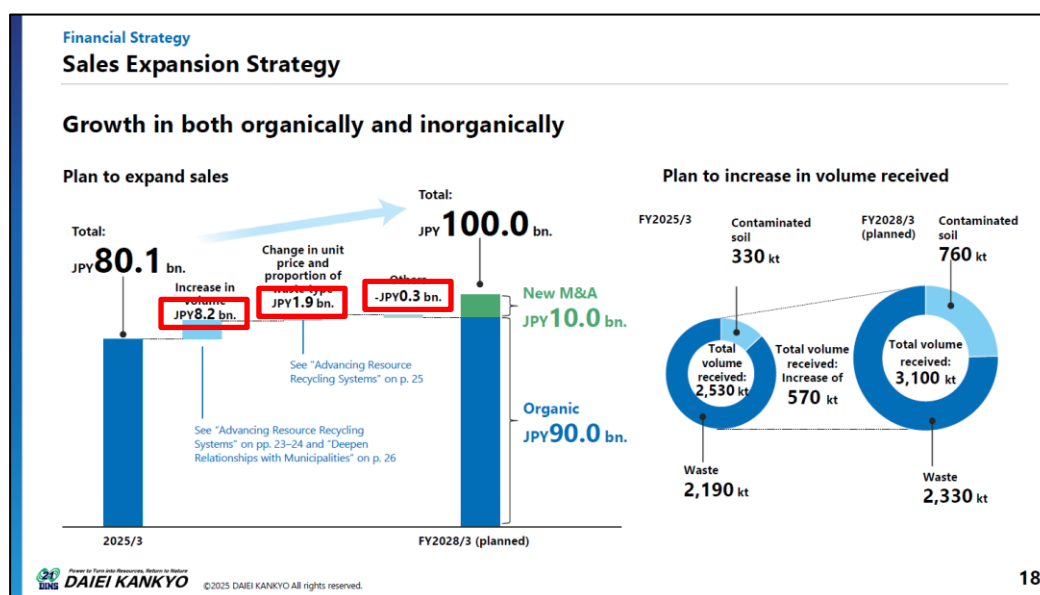 Financial Strategy
Sales Expansion Strategy
Growth in both organically and inorganically
Plan to expand sales
Total:
JPY80.1 bn.
Increase in
volume
JPY8.2 bn.
Change in unit
price and
proportion of
waste type
JPY1.9 bn.
Others
-JPY0.3 bn.
Total:
JPY100.0 bn.
New M&A
JPY10.0 bn.
Organic
JPY90.0 bn.
See "Advancing Resource
Recycling Systems" on p. 25
See "Advancing Resource Recycling
Systems" on pp. 23–24 and "Deepen
Relationships with Municipalities" on p. 26
2025/3
FY2028/3 (planned)
Plan to increase in volume received
FY2025/3
Contaminated
soil
330 kt
Total
volume
received:
2,530 kt
Waste
2,190 kt
Total volume
received:
Increase of
570 kt
FY2028/3
(planned)
Contaminated
soil
760 kt
Total volume
received:
3,100 kt
Waste
2,330 kt
DINS
Power to Turn into Resources, Return to Nature
DAIEI KANKYO
©2025 DAIEI KANKYO All rights reserved.
18